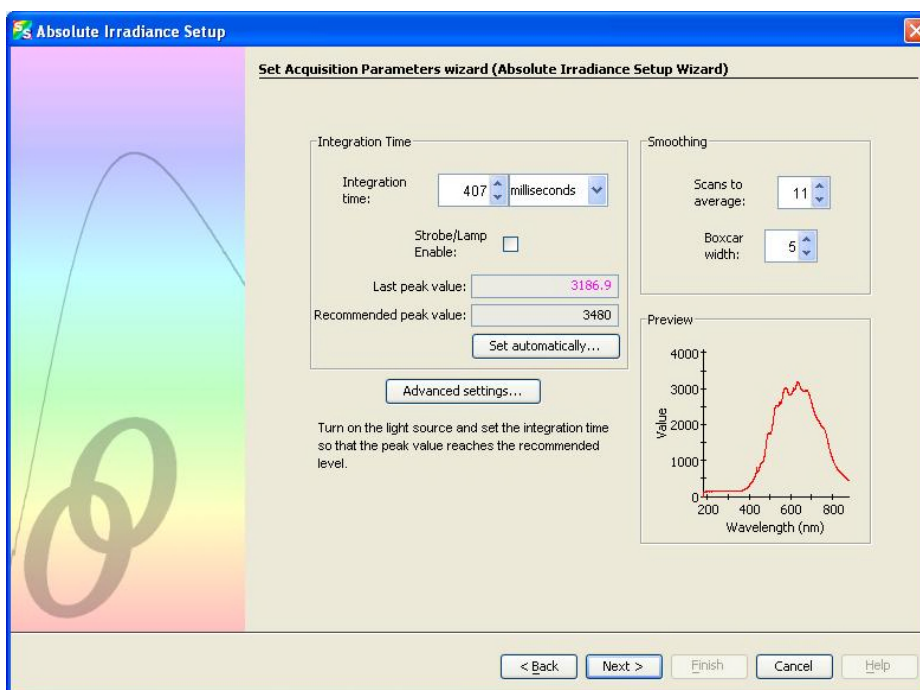 Absolute Irradiance Setup
Set Acquisition Parameters wizard (Absolute Irradiance Setup Wizard)
Integration Time
Integration
time:
407 milliseconds
Strobe/Lamp
Enable:
Last peak value: 3186.9
Recommended peak value: 3480
Set automatically...
Advanced settings...
Turn on the light source and set the integration time
so that the peak value reaches the recommended
level.
Smoothing
Scans to
average: 11
Boxcar
width: 5
Preview
4000
3000
2000
1000
0
Value
200 400 600 800
Wavelength (nm)
< Back Next > Finish Cancel Help